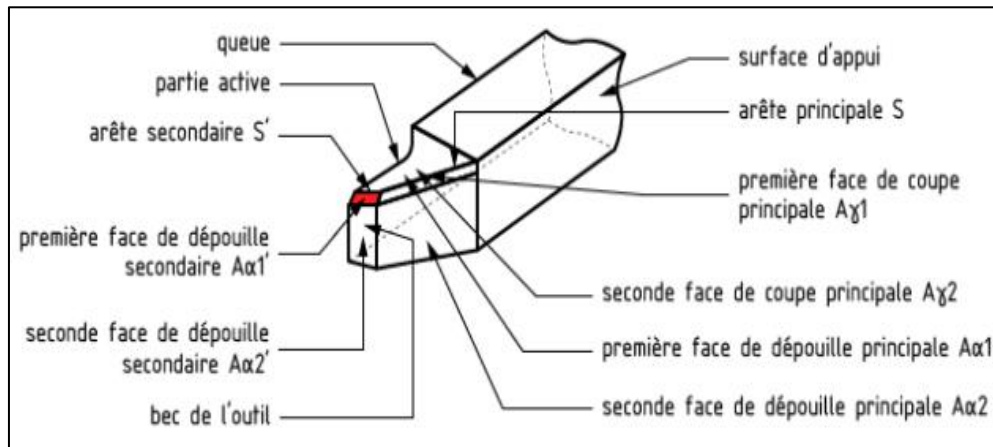 queue
partie active
arête secondaire S'
première face de dépouille
secondaire Aα1'
seconde face de dépouille
secondaire Aα2'
bec de l'outil
surface d'appui
arête principale S
première face de coupe
principale Aɣ1
seconde face de coupe principale Aɣ2
première face de dépouille principale Aα1
seconde face de dépouille principale Aα2